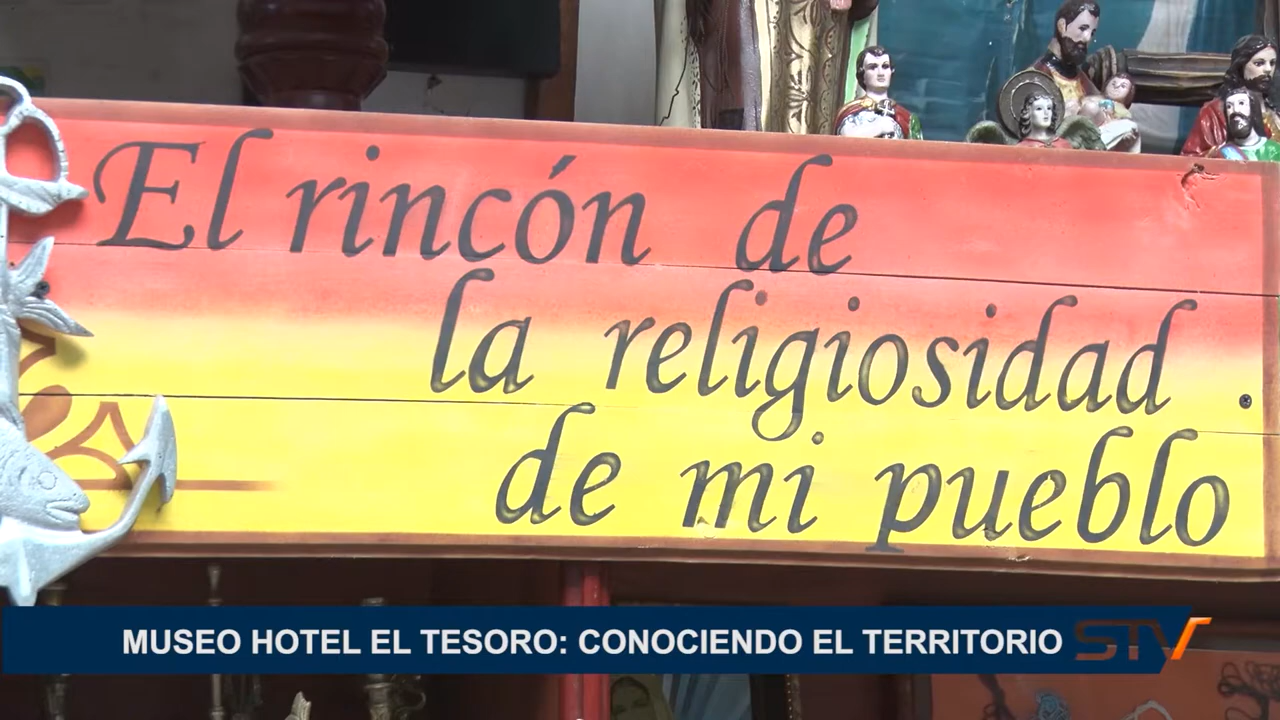 El rincón de
la religiosidad
de mi pueblo
MUSEO HOTEL EL TESORO: CONOCIENDO EL TERRITORIO STV